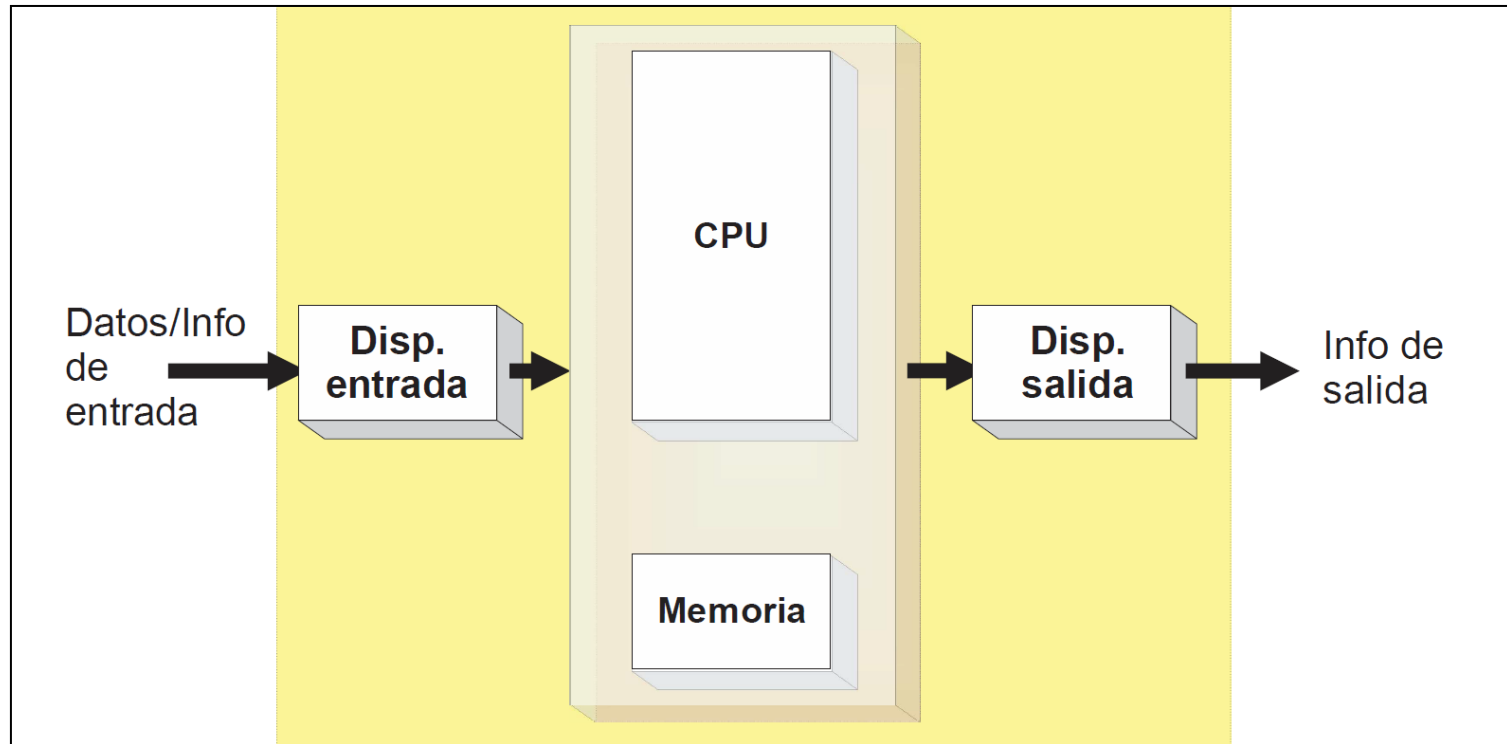 Datos/Info
de
entrada
Disp.
entrada
CPU
Memoria
Disp.
salida
Info de
salida